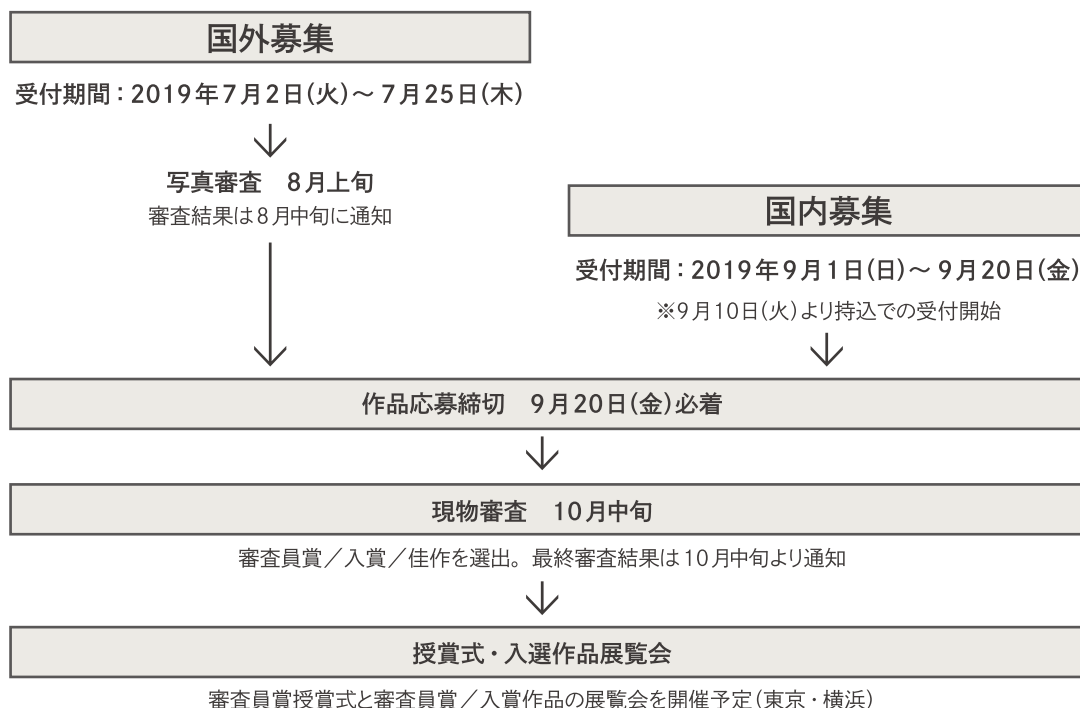 国外募集
受付期間：2019年7月2日(火)～7月25日(木)
写真審査　8月上旬
審査結果は8月中旬に通知
国内募集
受付期間：2019年9月1日(日)～9月20日(金)
※9月10日(火)より持込での受付開始
作品応募締切　9月20日(金)必着
現物審査　10月中旬
審査員賞／入賞／佳作を選出。最終審査結果は10月中旬より通知
授賞式・入選作品展覧会
審査員賞授賞式と審査員賞／入賞作品の展覧会を開催予定(東京・横浜)